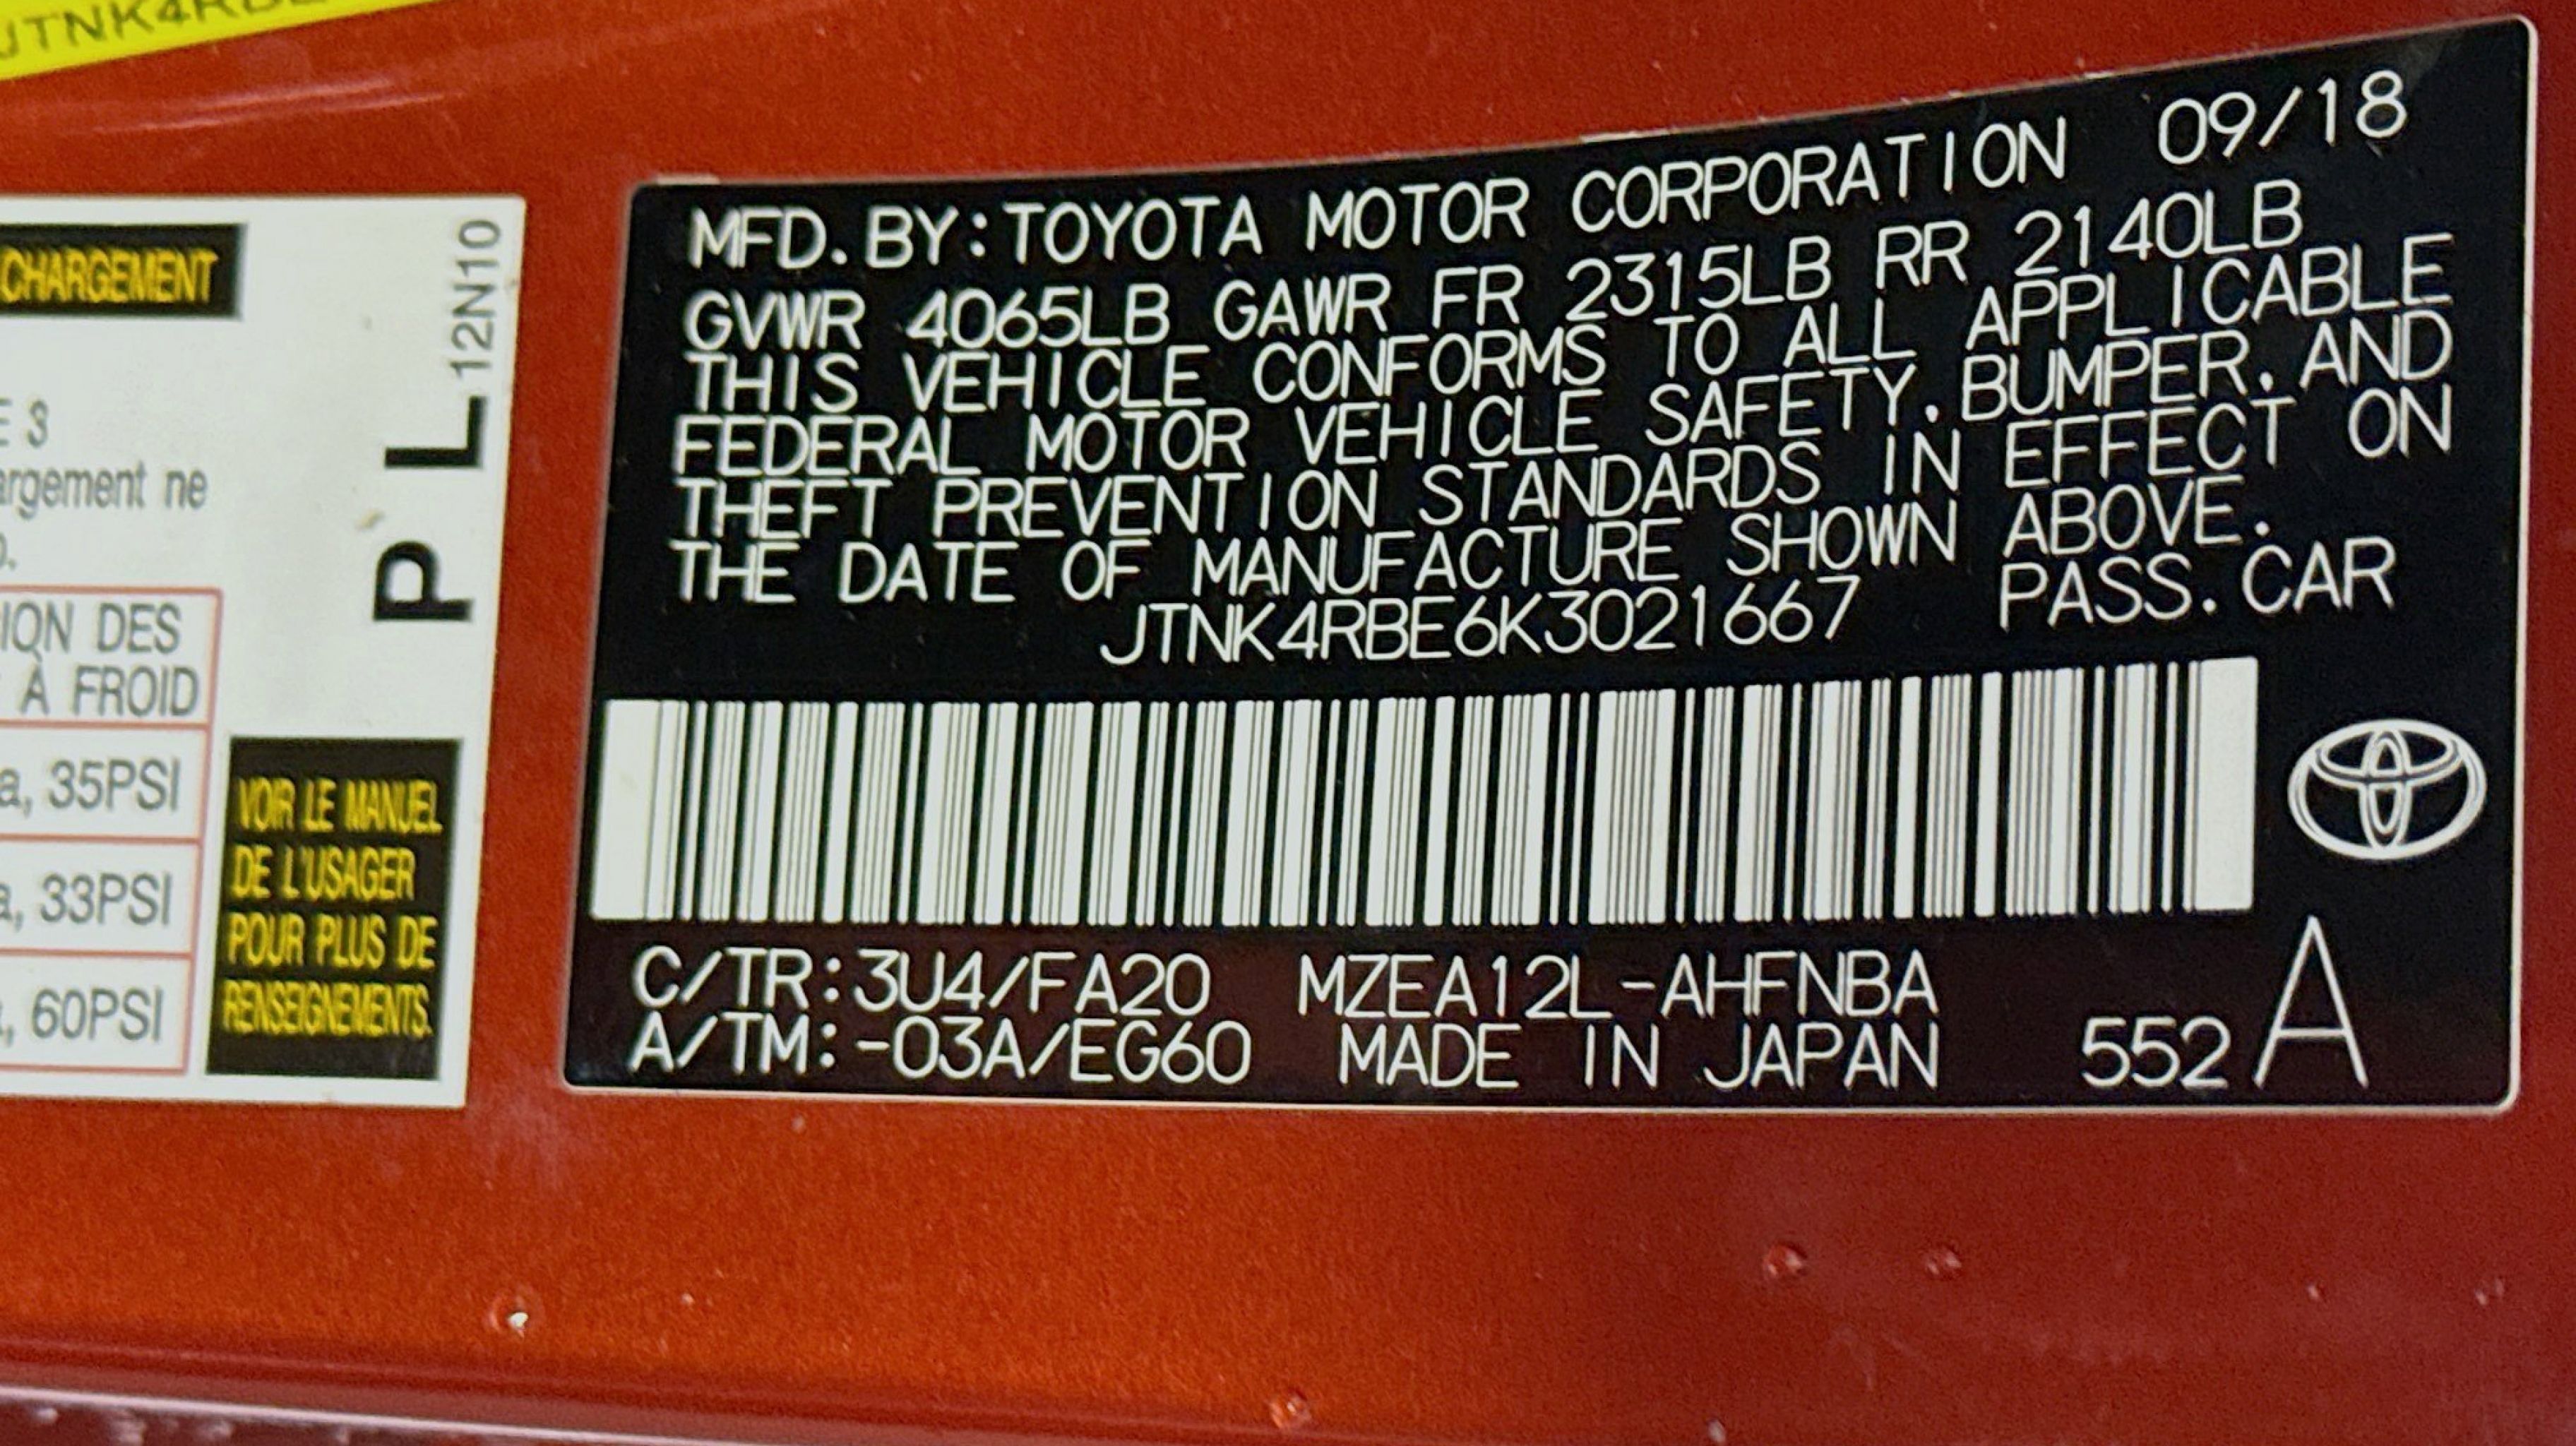 JTNK4RBE
CHARGEMENT
PL12N10
E 3
argement ne
ION DES
À FROID
a, 35PSI
a, 33PSI
, 60PSI
VOIR LE MANUEL
DE L'USAGER
POUR PLUS DE
RENSEIGNEMENTS.
MFD. BY: TOYOTA MOTOR CORPORATION 09/18
GVWR 4065LB GAWR FR 2315LB RR 2140LB
THIS VEHICLE CONFORMS TO ALL APPLICABLE
FEDERAL MOTOR VEHICLE SAFETY, BUMPER, AND
THEFT PREVENTION STANDARDS IN EFFECT ON
THE DATE OF MANUFACTURE SHOWN ABOVE.
JTNK4RBE6K3021667 PASS. CAR
C/TR: 3U4/FA20 MZEA12L-AHFNBA
A/TM: -03A/EG60 MADE IN JAPAN 552 A